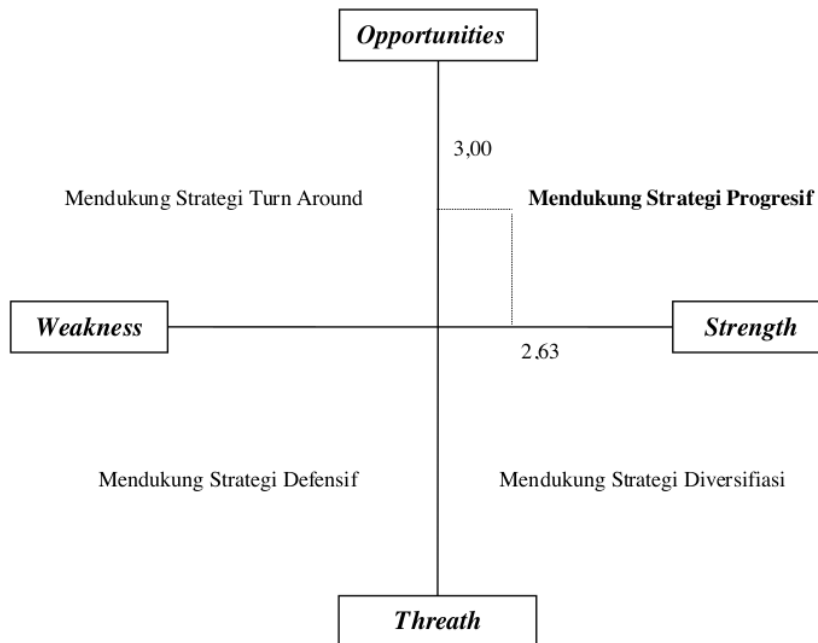 Opportunities
3,00
Mendukung Strategi Turn Around
Mendukung Strategi Progresif
Weakness
Strength
2.63
Mendukung Strategi Defensif
Mendukung Strategi Diversifiasi
Threath